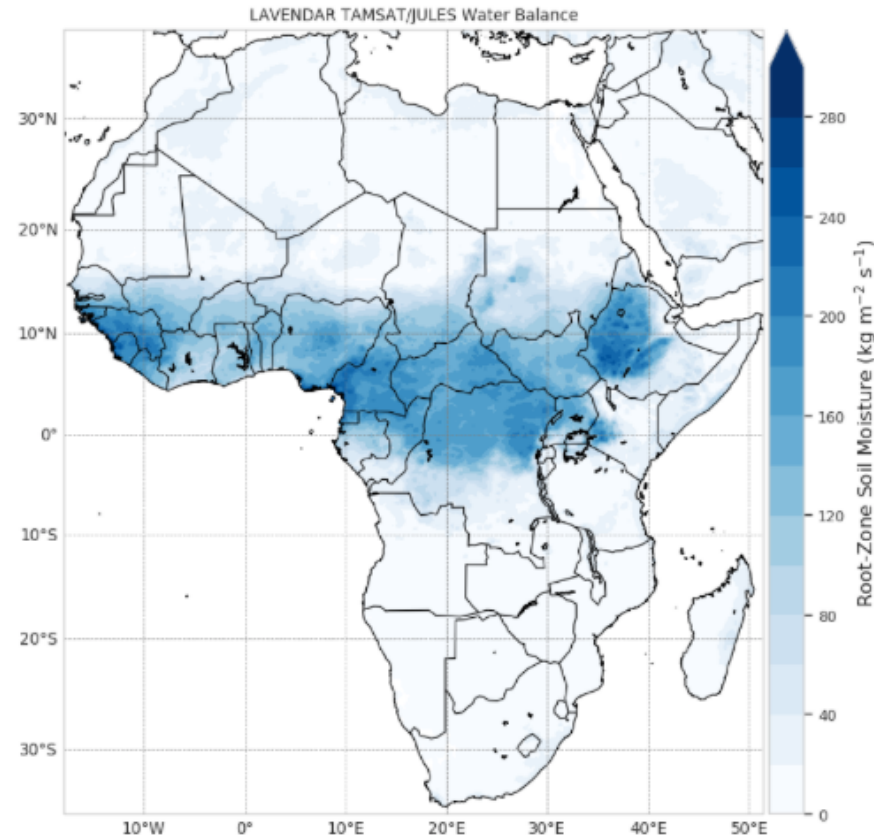 LAVENDAR TAMSAT/JULES Water Balance
30°N
20°N
10°N
0°
10°S
20°S
30°S
10°W 0° 10°E 20°E 30°E 40°E 50°E
280
240
200
160
120
80
40
0
Root-Zone Soil Moisture (kg m⁻² s⁻¹)